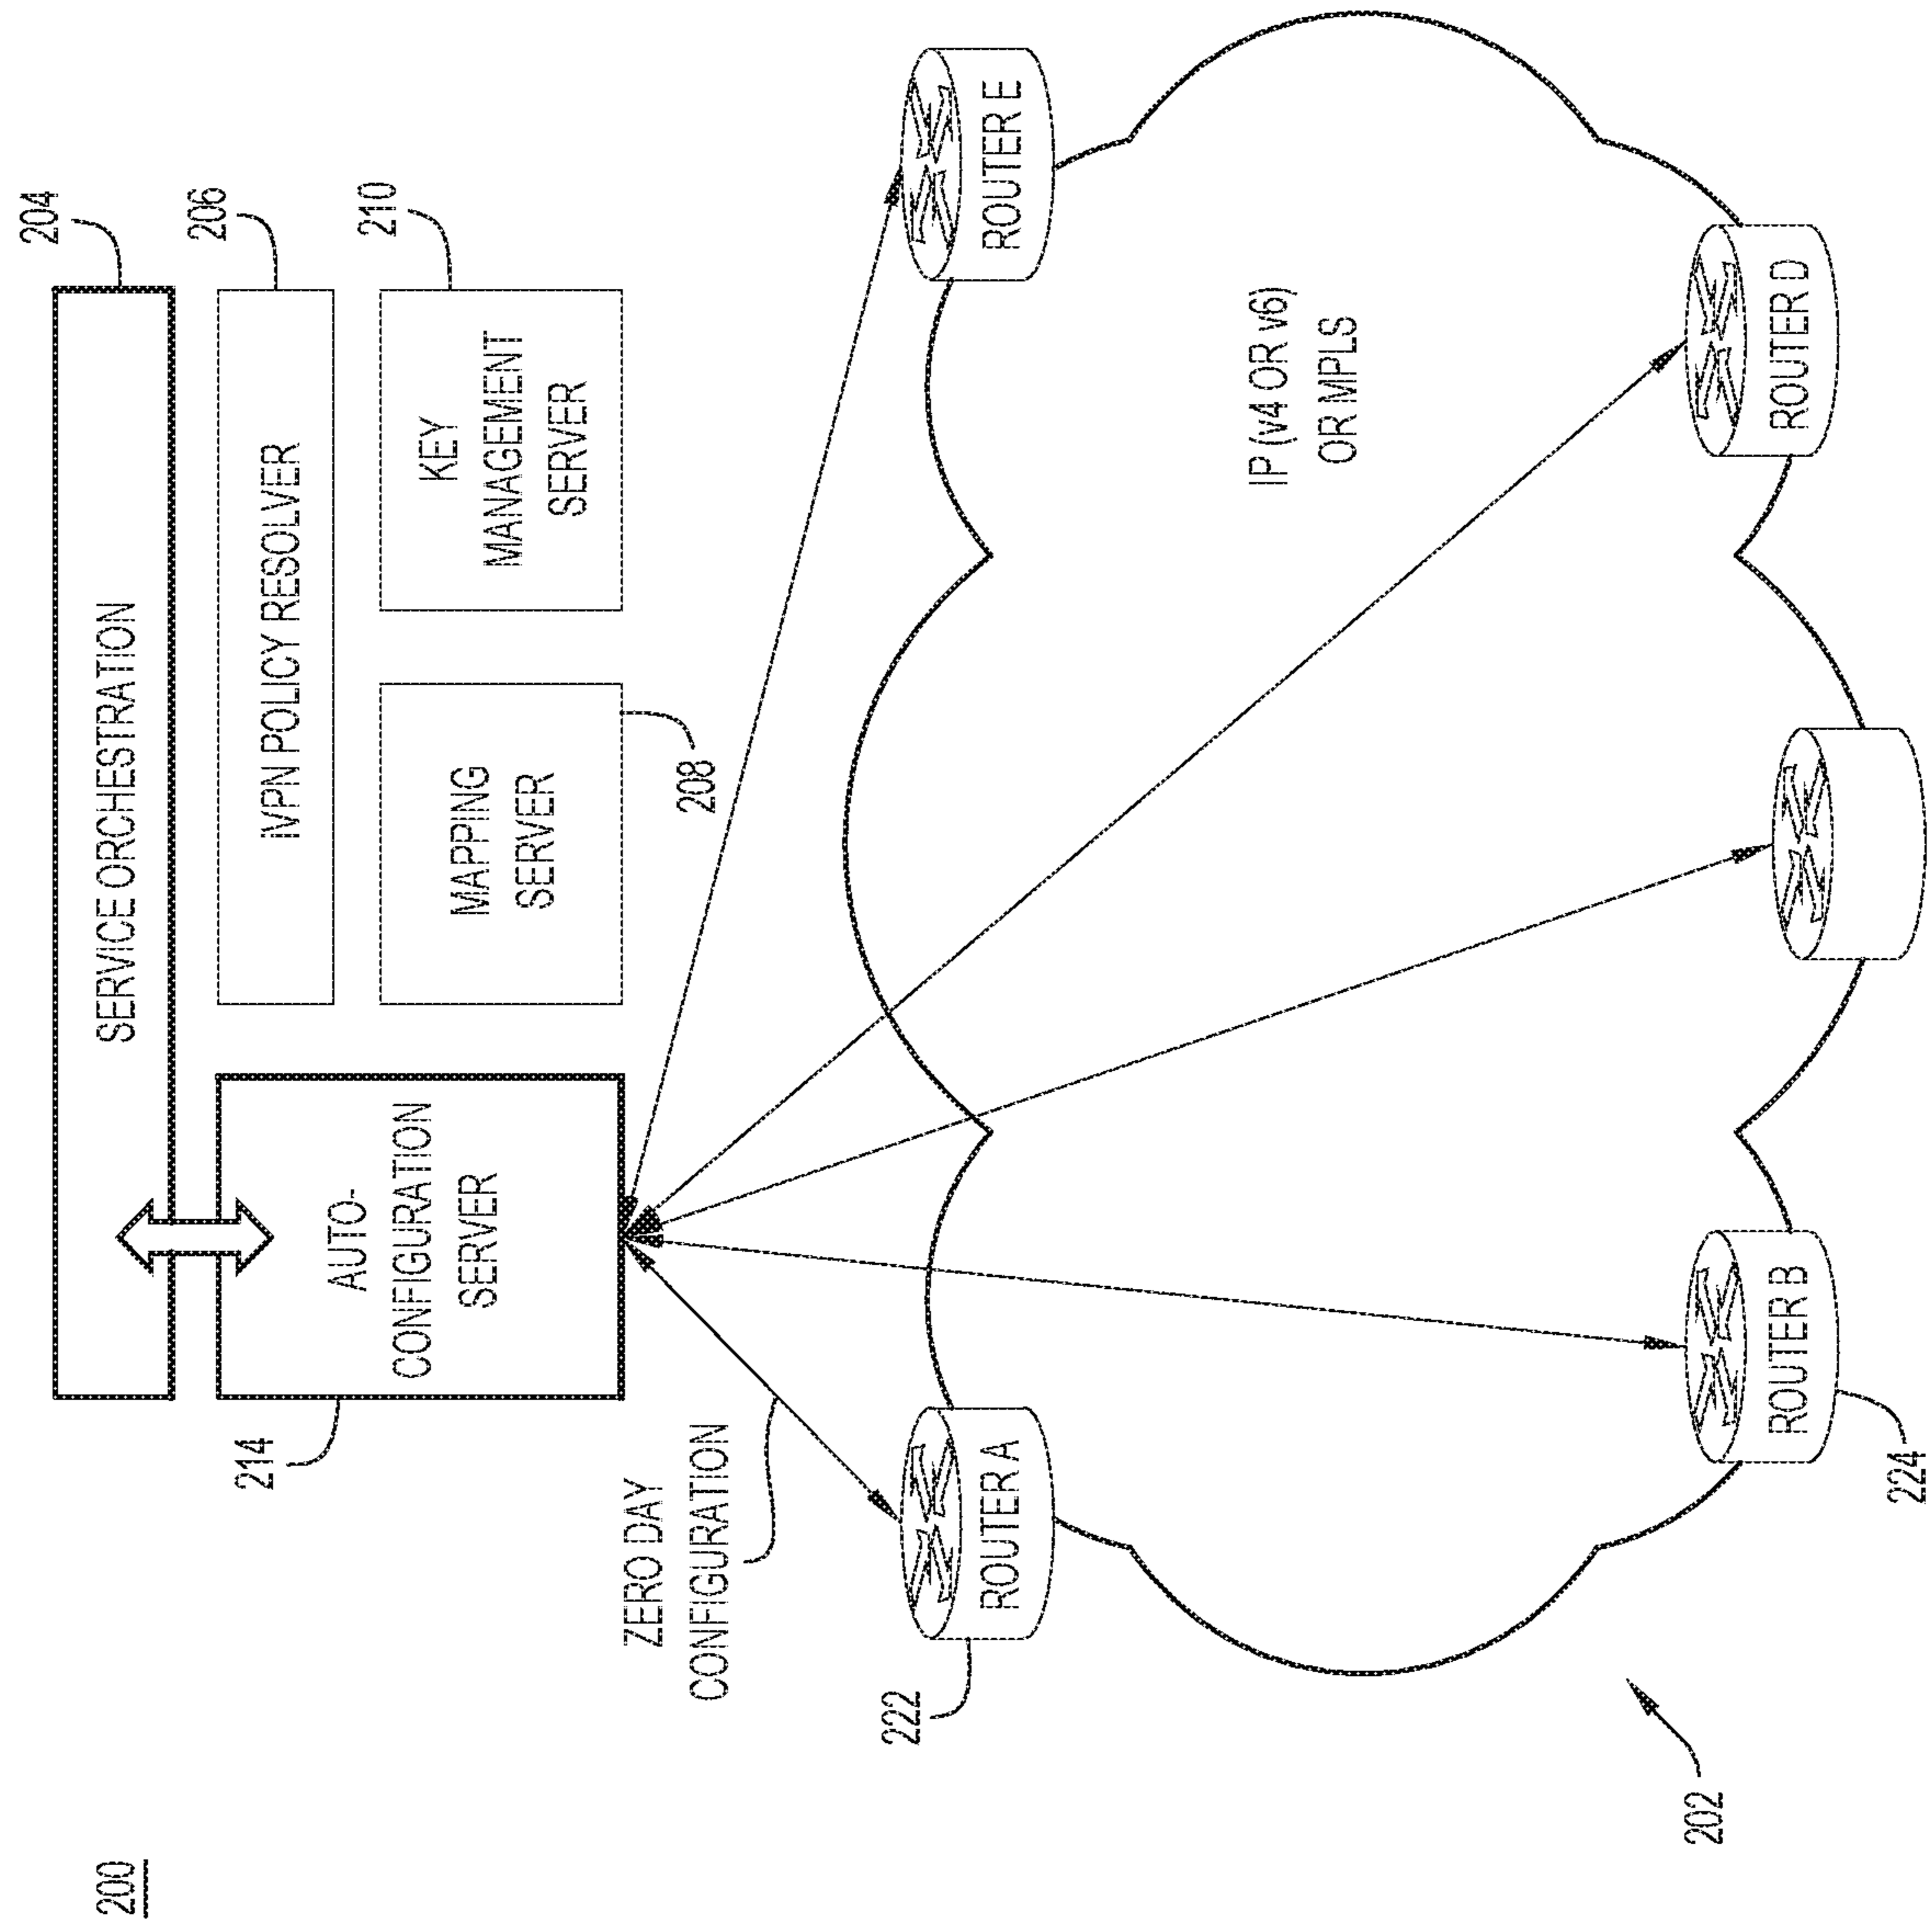 200
204
SERVICE ORCHESTRATION
206
IVPN POLICY RESOLVER
210
KEY
MANAGEMENT
SERVER
MAPPING
SERVER
208
AUTO-
CONFIGURATION
SERVER
214
ZERO DAY
CONFIGURATION
222
ROUTER A
ROUTER E
IP (v4 OR v6)
OR MPLS
ROUTER B
ROUTER D
224
202